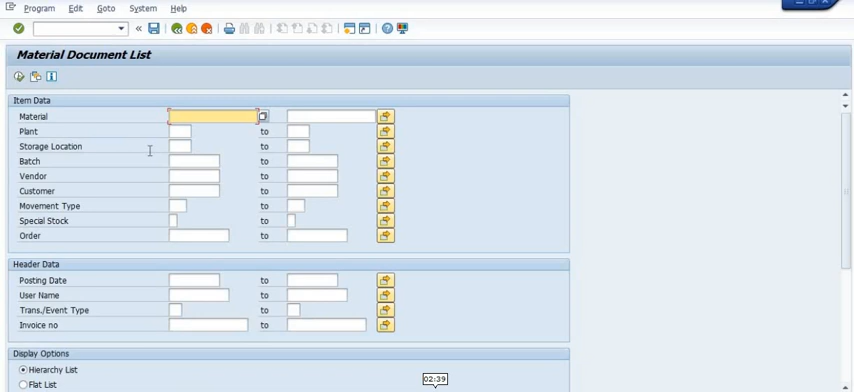 Program Edit Goto System Help
Material Document List
Item Data
Material
Plant to
Storage Location to
Batch to
Vendor to
Customer to
Movement Type to
Special Stock to
Order to
Header Data
Posting Date to
User Name to
Trans./Event Type to
Invoice no to
Display Options
Hierarchy List
Flat List
02:39